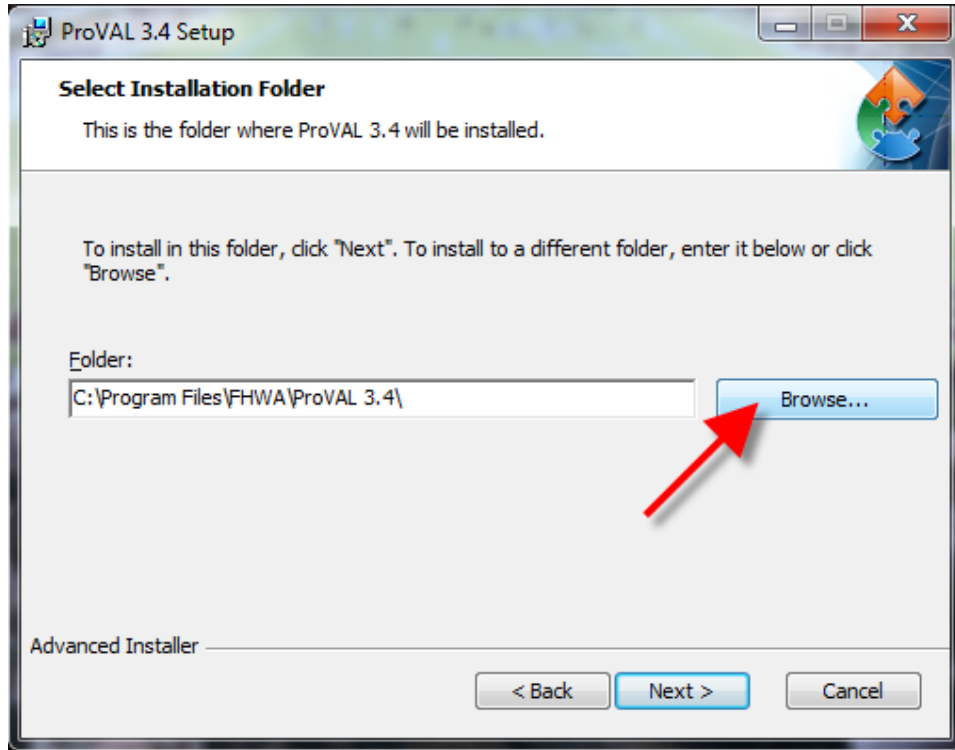 ProVAL 3.4 Setup
Select Installation Folder
This is the folder where ProVAL 3.4 will be installed.
To install in this folder, click "Next". To install to a different folder, enter it below or click
"Browse".
Folder:
C:\Program Files\FHWA\ProVAL 3.4\
Browse...
Advanced Installer
< Back
Next >
Cancel